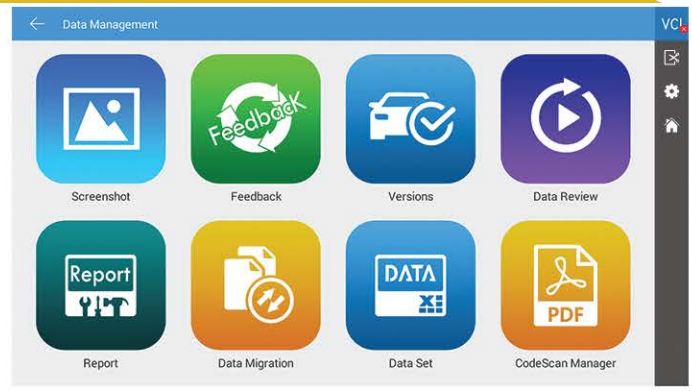 Data Management
VCI
Feedback
Screenshot
Feedback
Versions
Data Review
Report
DATA
PDF
Report
Data Migration
Data Set
CodeScan Manager